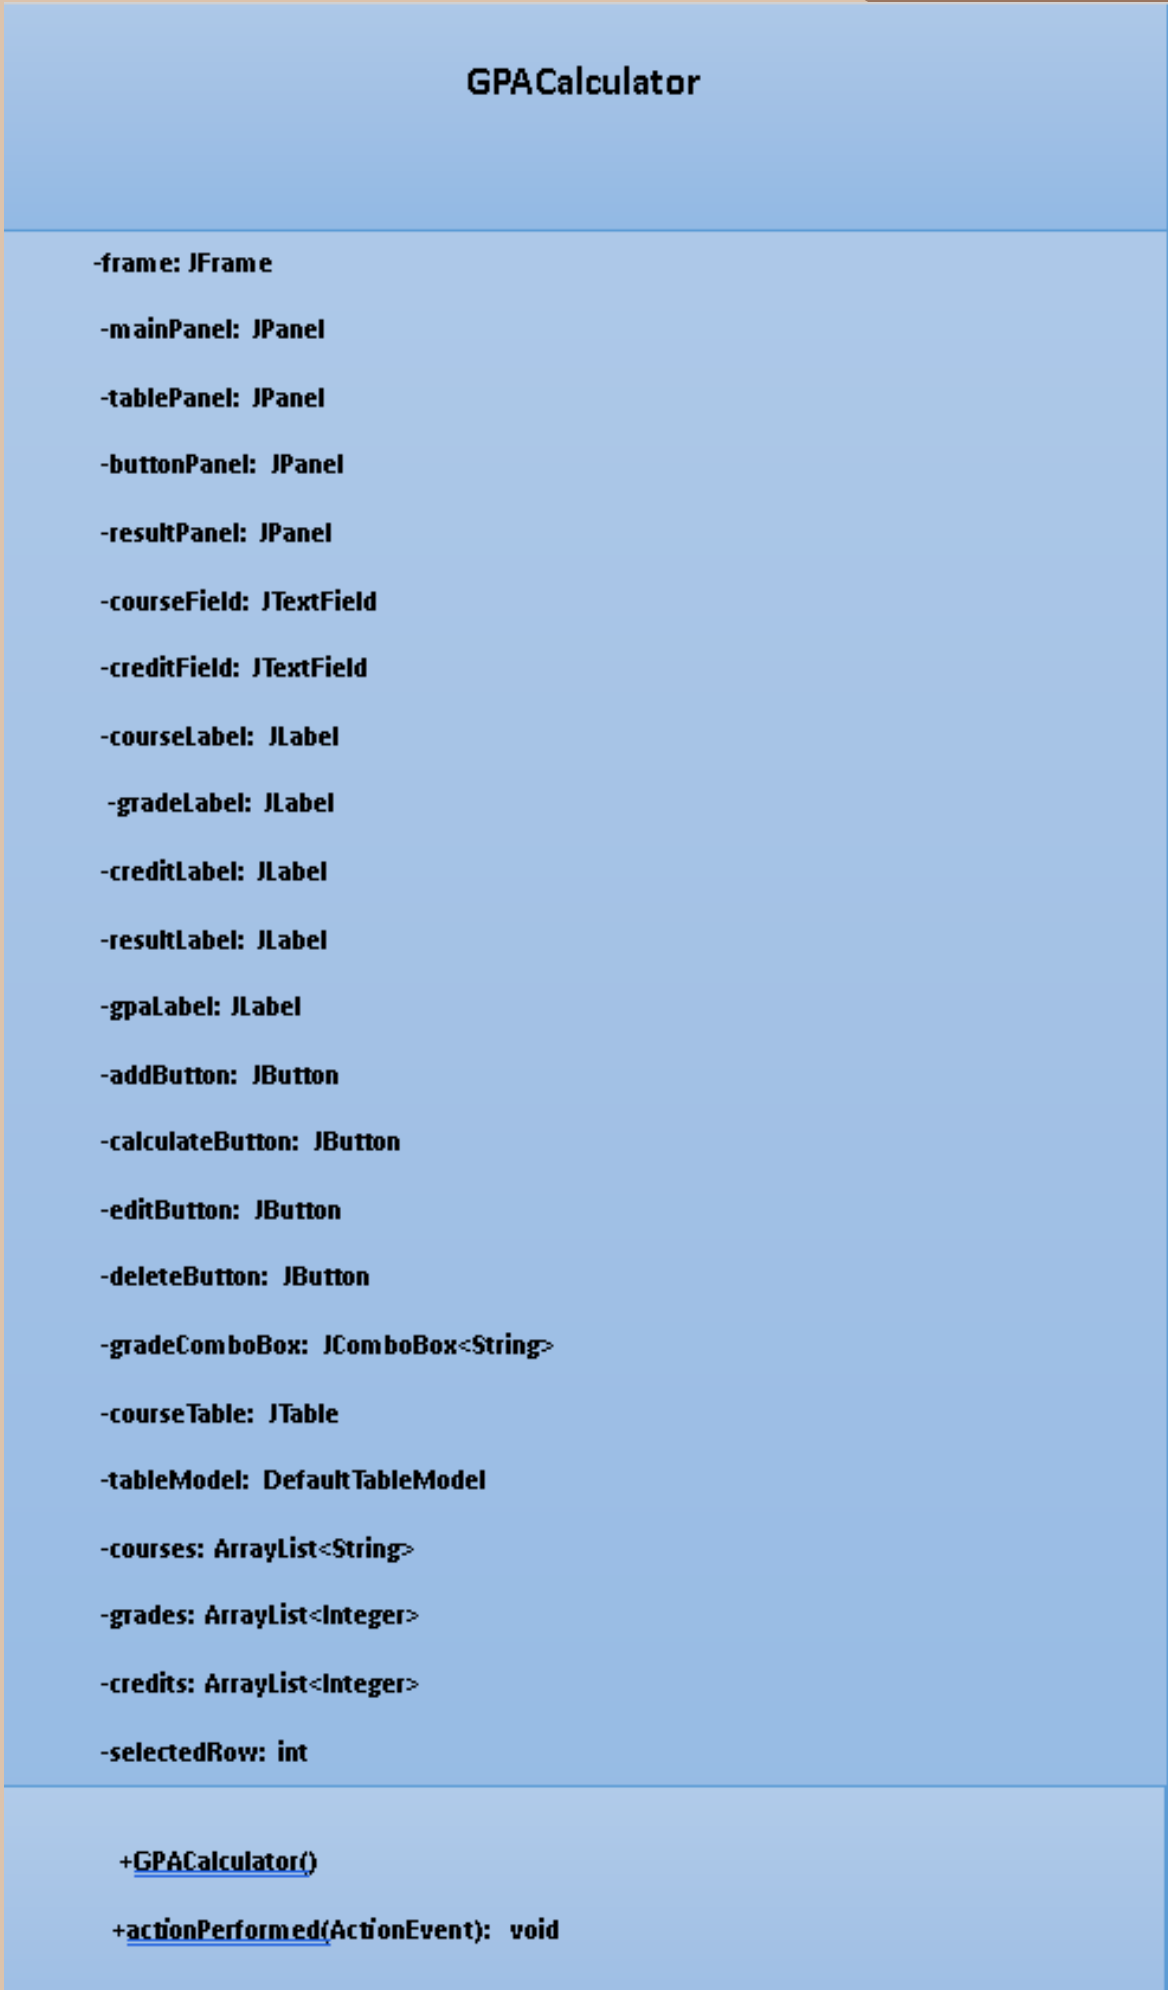 GPACalculator
-frame: JFrame
-mainPanel: JPanel
-tablePanel: JPanel
-buttonPanel: JPanel
-resultPanel: JPanel
-courseField: JTextField
-creditField: JTextField
-courseLabel: JLabel
-gradeLabel: JLabel
-creditLabel: JLabel
-resultLabel: JLabel
-gpaLabel: JLabel
-addButton: JButton
-calculateButton: JButton
-editButton: JButton
-deleteButton: JButton
-gradeComboBox: JComboBox<String>
-courseTable: JTable
-tableModel: DefaultTableModel
-courses: ArrayList<String>
-grades: ArrayList<Integer>
-credits: ArrayList<Integer>
-selectedRow: int
+GPACalculator()
+actionPerformed(ActionEvent): void